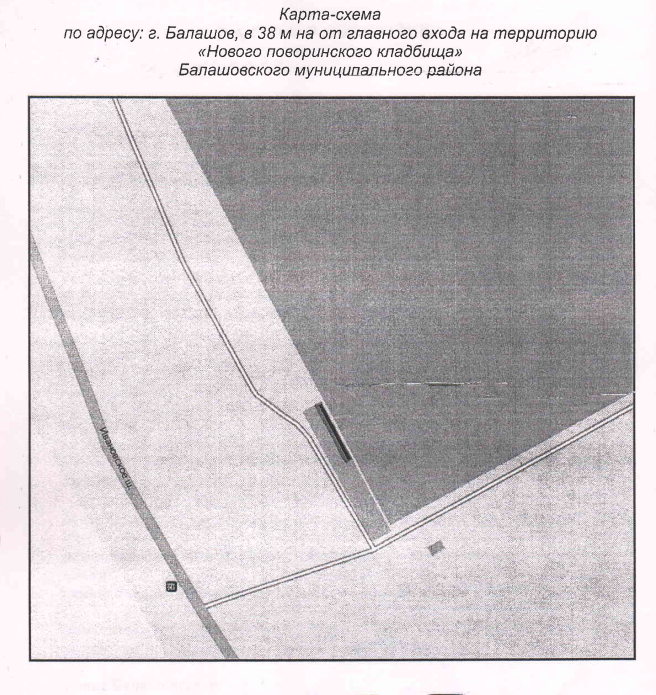 Карта-схема
по адресу: г. Балашов, в 38 м на от главного входа на территорию
«Нового поворинского кладбища»
Балашовского муниципального района
Ивановское ш.